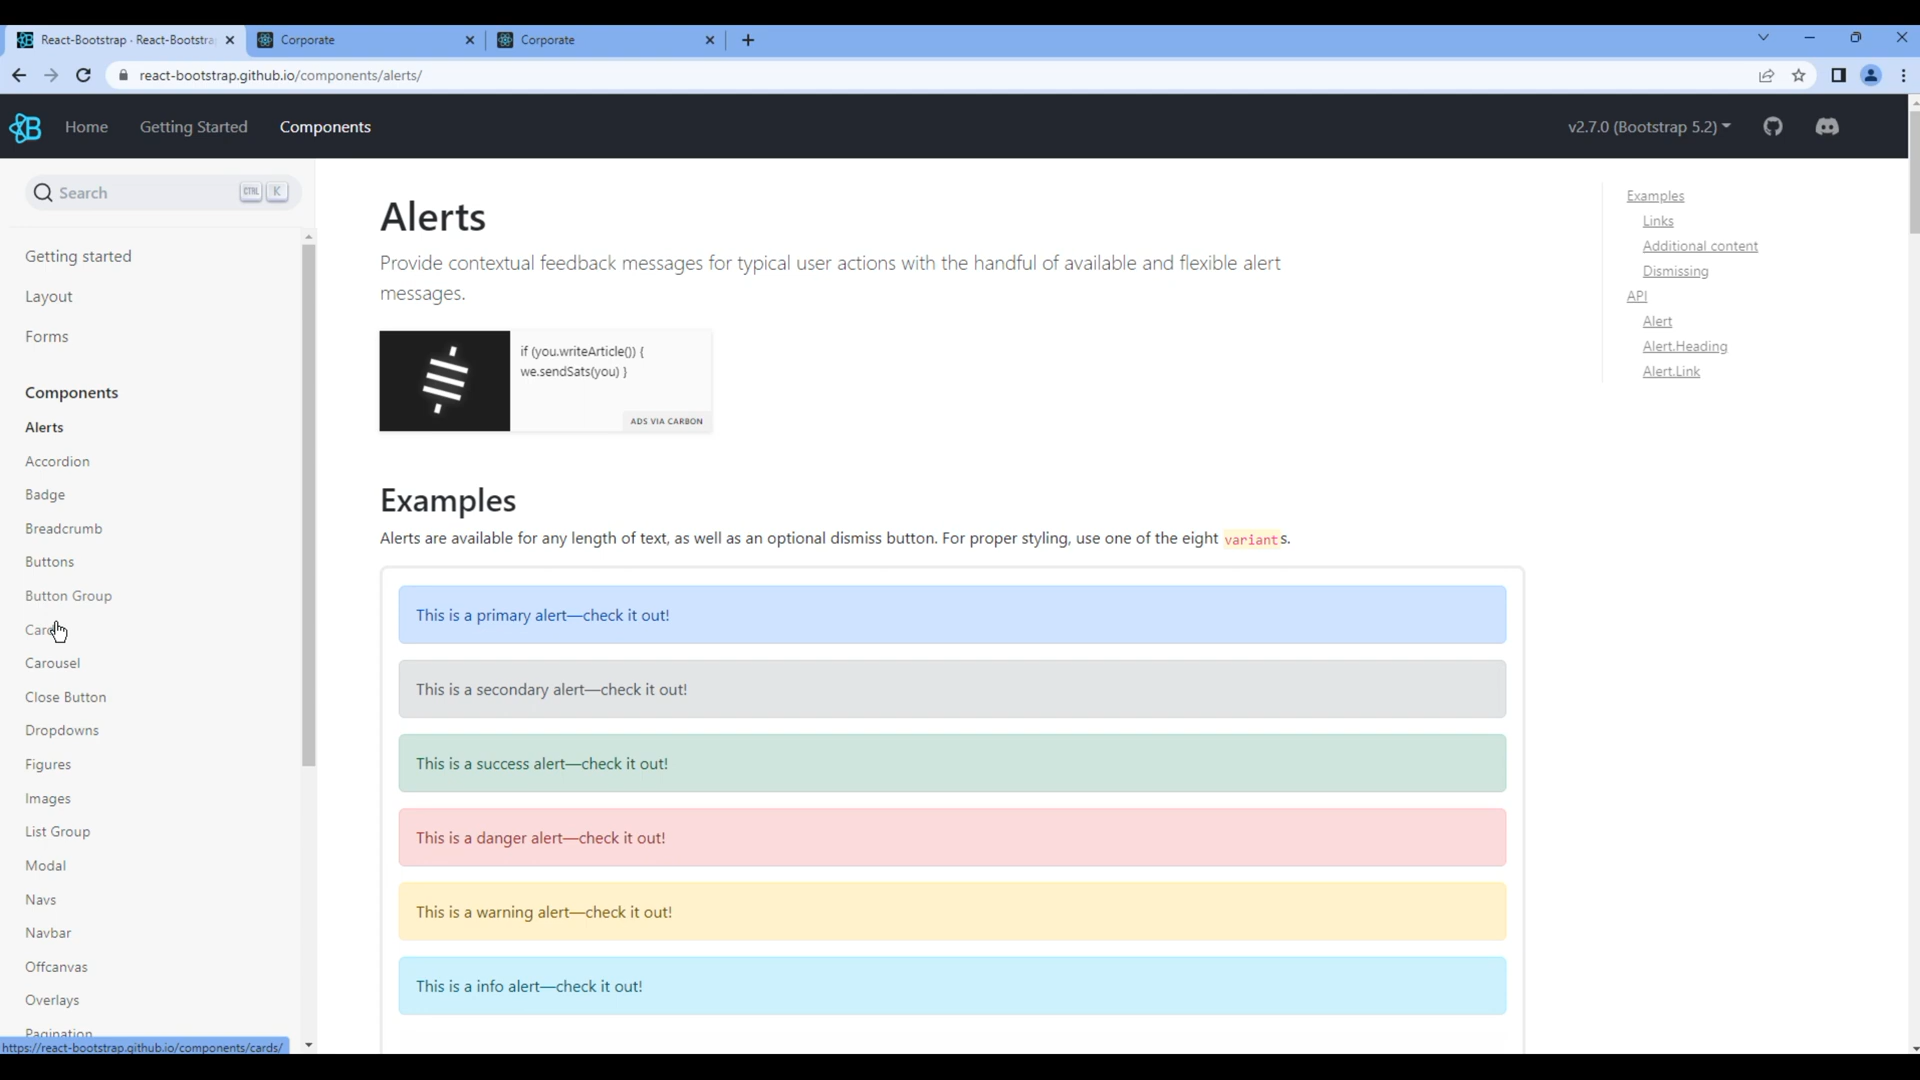 React-Bootstrap · React-Bootstra
Corporate
Corporate
react-bootstrap.github.io/components/alerts/
B
Home
Getting Started
Components
v2.7.0 (Bootstrap 5.2)
Search
CTRL
K
Getting started
Layout
Forms
Components
Alerts
Accordion
Badge
Breadcrumb
Buttons
Button Group
Carousel
Close Button
Dropdowns
Figures
Images
List Group
Modal
Navs
Navbar
Offcanvas
Overlays
Pagination
https://react-bootstrap.github.io/components/cards/
Alerts
Provide contextual feedback messages for typical user actions with the handful of available and flexible alert
messages.
if (you.writeArticle()) {
we.sendSats(you) }
ADS VIA CARBON
Examples
Alerts are available for any length of text, as well as an optional dismiss button. For proper styling, use one of the eight variants.
This is a primary alert—check it out!
This is a secondary alert—check it out!
This is a success alert—check it out!
This is a danger alert—check it out!
This is a warning alert—check it out!
This is a info alert—check it out!
Examples
Links
Additional content
Dismissing
API
Alert
Alert.Heading
Alert.Link